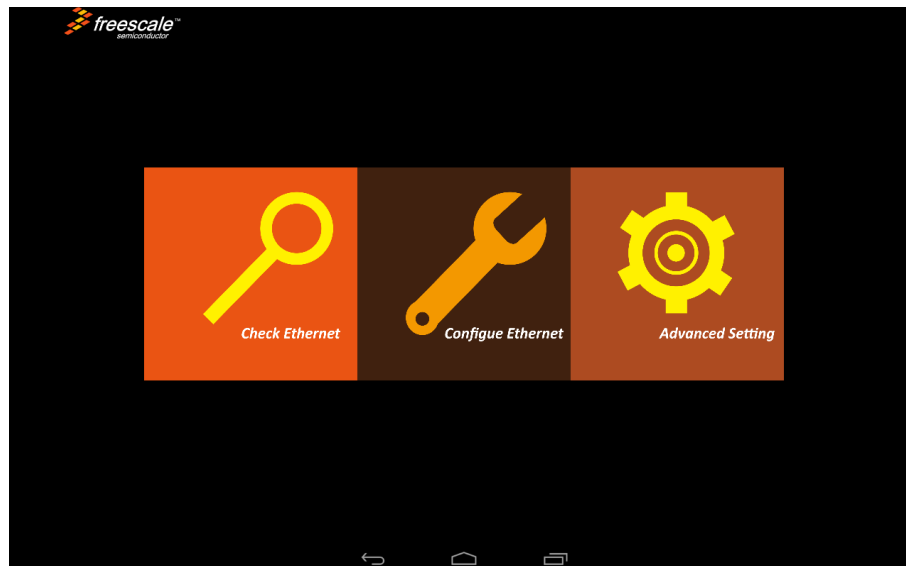 freescale™
semiconductor
Check Ethernet
Configue Ethernet
Advanced Setting